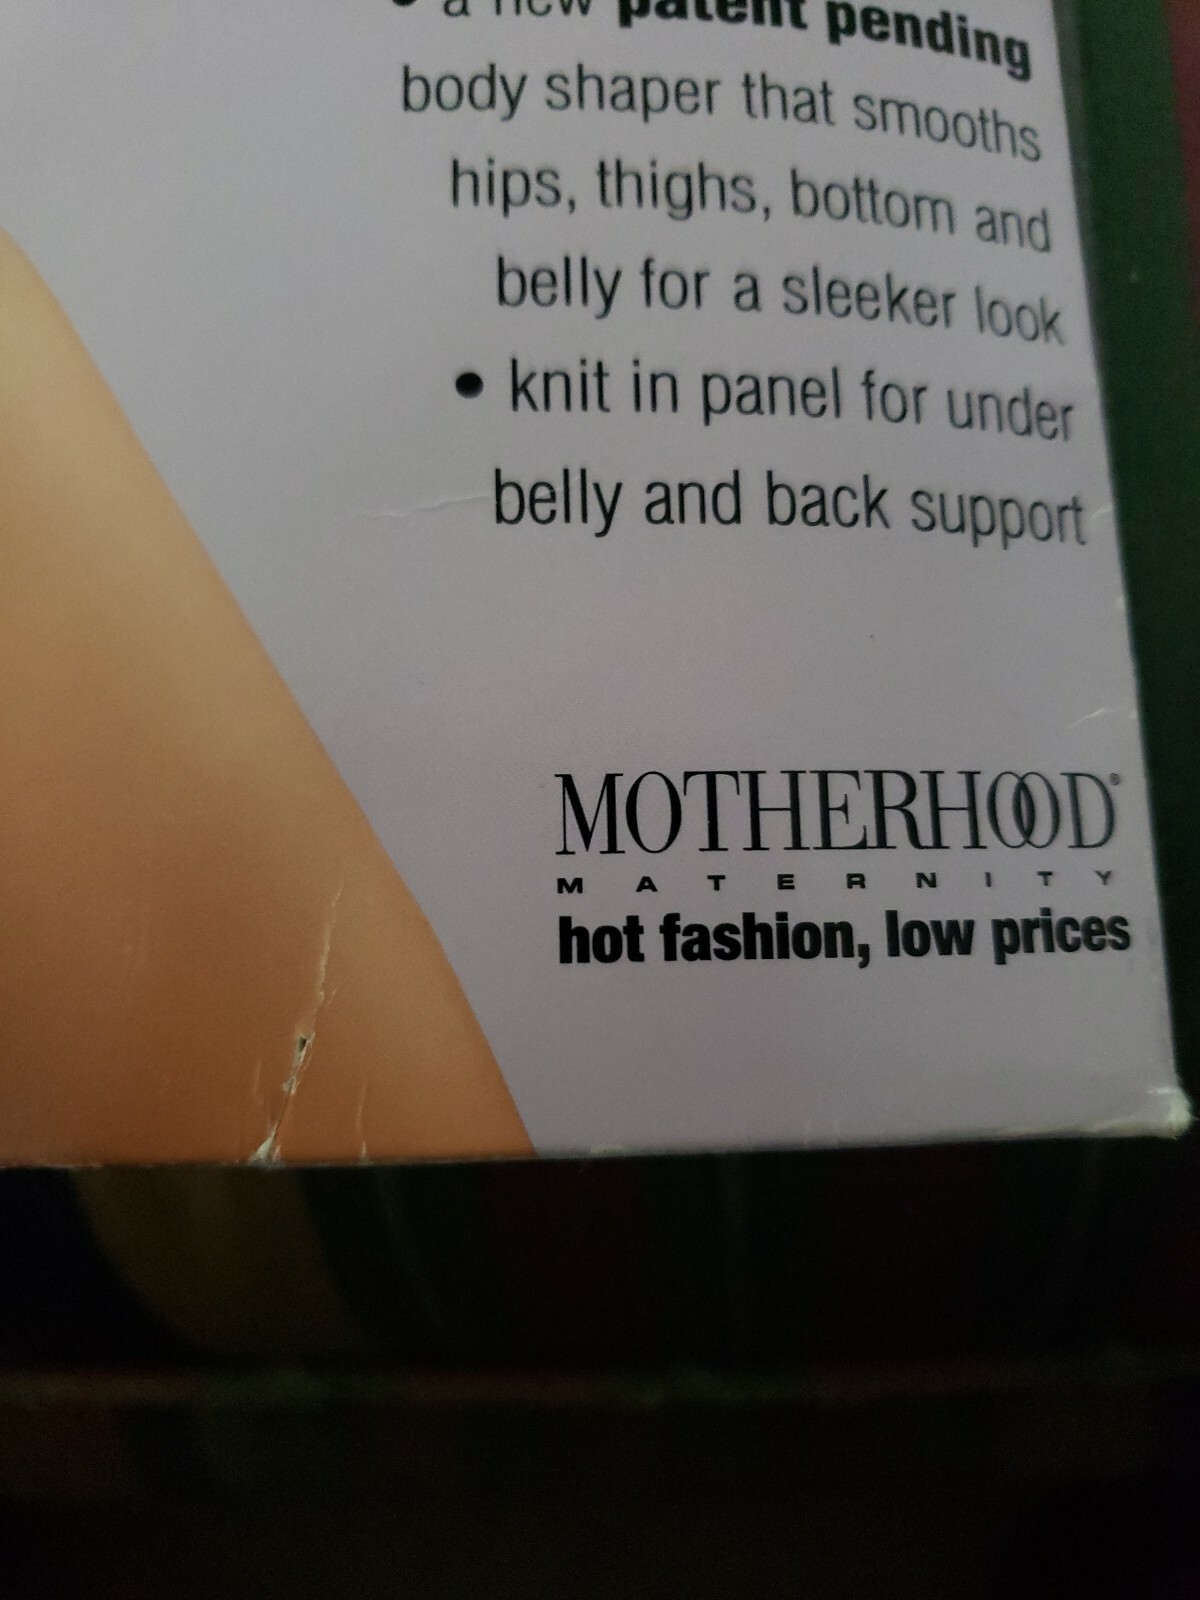 • a new patent pending
body shaper that smooths
hips, thighs, bottom and
belly for a sleeker look
• knit in panel for under
belly and back support
MOTHERHOOD®
MATERNITY
hot fashion, low prices